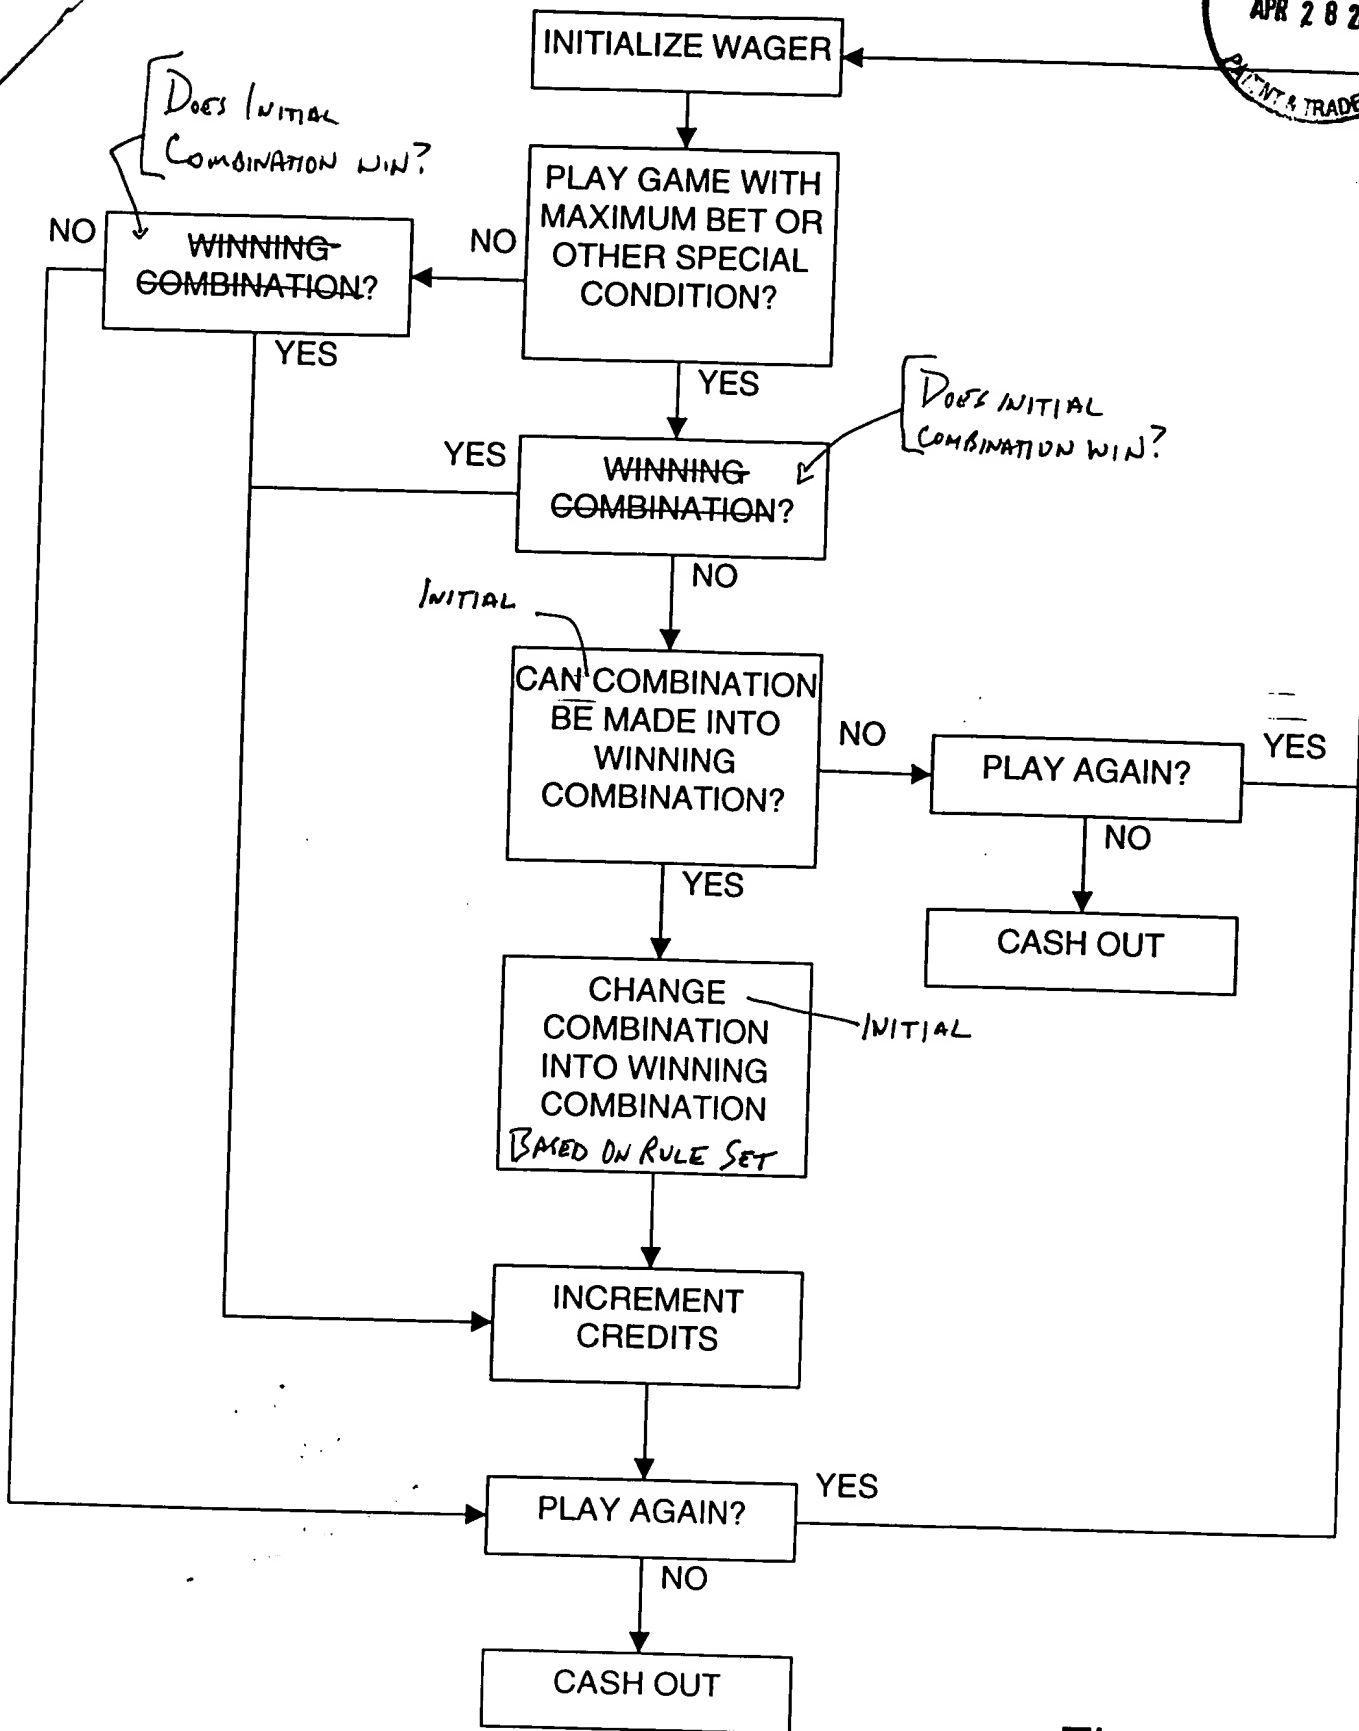 APR 2 8 2
PATENT & TRADE
INITIALIZE WAGER
DOES INITIAL
COMBINATION WIN?
PLAY GAME WITH
MAXIMUM BET OR
OTHER SPECIAL
CONDITION?
NO
NO
WINNING
COMBINATION?
YES
YES
DOES INITIAL
COMBINATION WIN?
YES
WINNING
COMBINATION?
NO
INITIAL
CAN COMBINATION
BE MADE INTO
WINNING
COMBINATION?
NO
PLAY AGAIN?
YES
NO
YES
CASH OUT
CHANGE
COMBINATION
INTO WINNING
COMBINATION
BASED ON RULE SET
INITIAL
INCREMENT
CREDITS
PLAY AGAIN?
YES
NO
CASH OUT